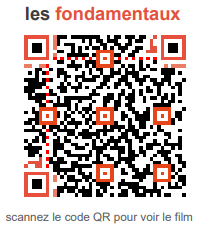 les fondamentaux
scannez le code QR pour voir le film